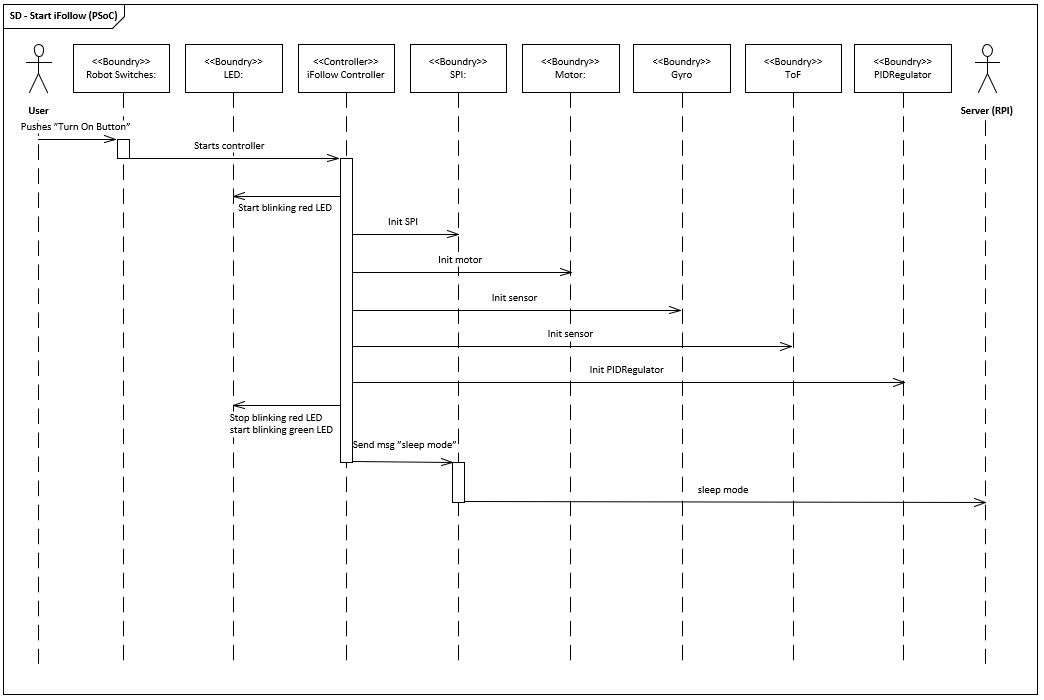 SD - Start iFollow (PSoC)
<<Boundry>>
Robot Switches:
<<Boundry>>
LED:
<<Controller>>
iFollow Controller
<<Boundry>>
SPI:
<<Boundry>>
Motor:
<<Boundry>>
Gyro
<<Boundry>>
ToF
<<Boundry>>
PIDRegulator
User
Server (RPI)
Pushes "Turn On Button"
Starts controller
Start blinking red LED
Init SPI
Init motor
Init sensor
Init sensor
Init PIDRegulator
Stop blinking red LED
start blinking green LED
Send msg "sleep mode"
sleep mode